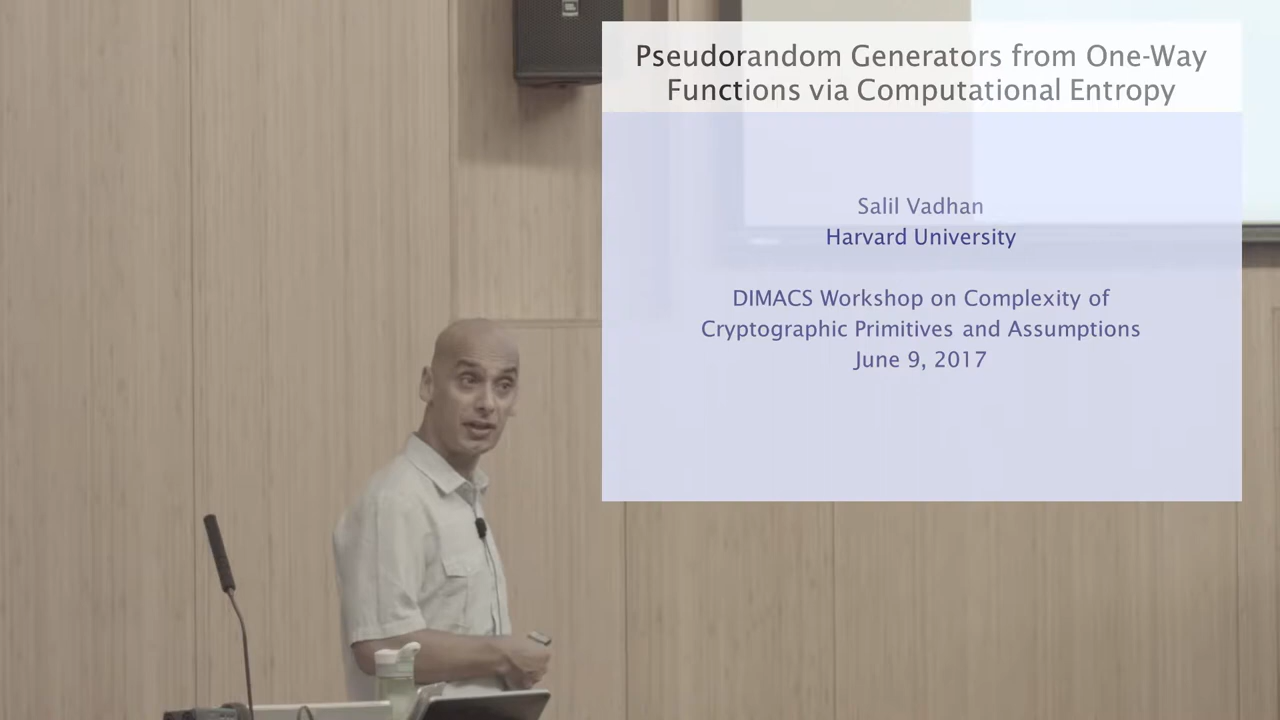 Pseudorandom Generators from One-Way
Functions via Computational Entropy
Salil Vadhan
Harvard University
DIMACS Workshop on Complexity of
Cryptographic Primitives and Assumptions
June 9, 2017